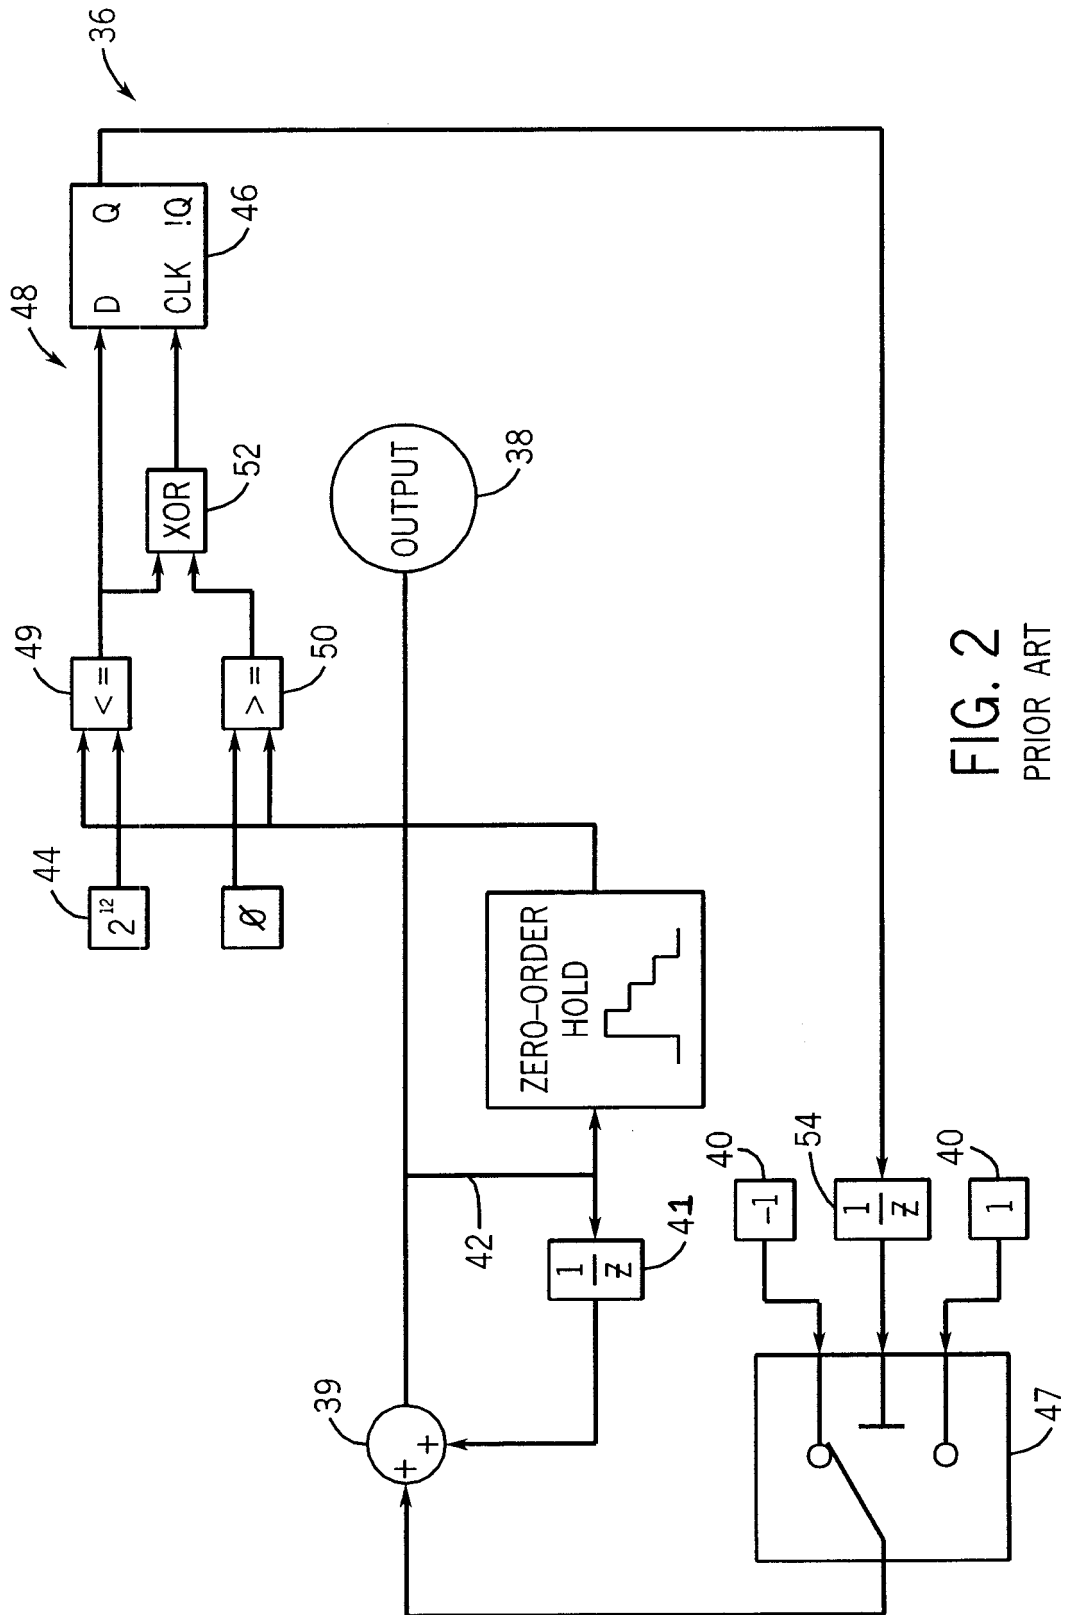 36
48
D
Q
CLK
!Q
46
49
< =
XOR
52
44
2¹²
Ø
> =
50
OUTPUT
38
ZERO–ORDER
HOLD
42
1
Z
41
39
+
+
40
-1
54
1
Z
40
1
47
FIG. 2
PRIOR ART